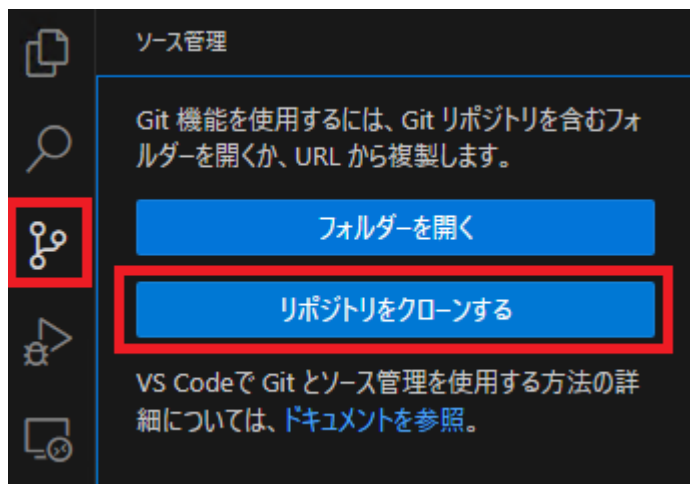 ソース管理
Git 機能を使用するには、Git リポジトリを含むフォ
ルダーを開くか、URL から複製します。
フォルダーを開く
リポジトリをクローンする
VS Codeで Git とソース管理を使用する方法の詳
細については、ドキュメントを参照。